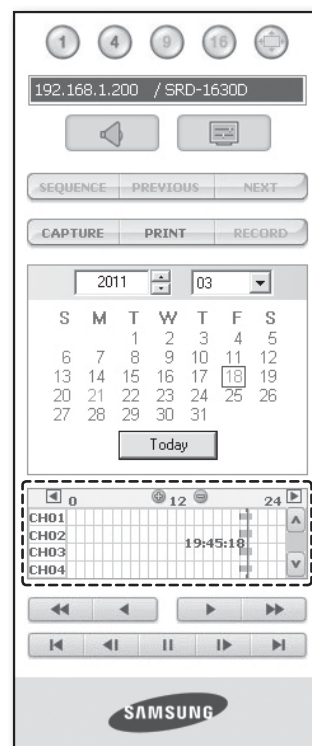 1 4 9 16
192.168.1.200 / SRD-1630D
SEQUENCE PREVIOUS NEXT
CAPTURE PRINT RECORD
2011 03
S M T W T F S
1 2 3 4 5
6 7 8 9 10 11 12
13 14 15 16 17 18 19
20 21 22 23 24 25 26
27 28 29 30 31
Today
0 12 24
CH01
CH02
19:45:18
CH03
CH04
SAMSUNG